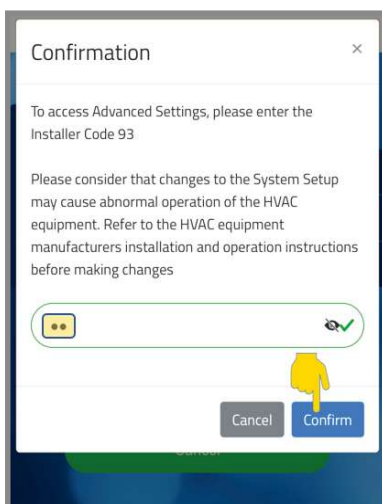 Confirmation
×
To access Advanced Settings, please enter the
Installer Code 93
Please consider that changes to the System Setup
may cause abnormal operation of the HVAC
equipment. Refer to the HVAC equipment
manufacturers installation and operation instructions
before making changes
••
Cancel Confirm